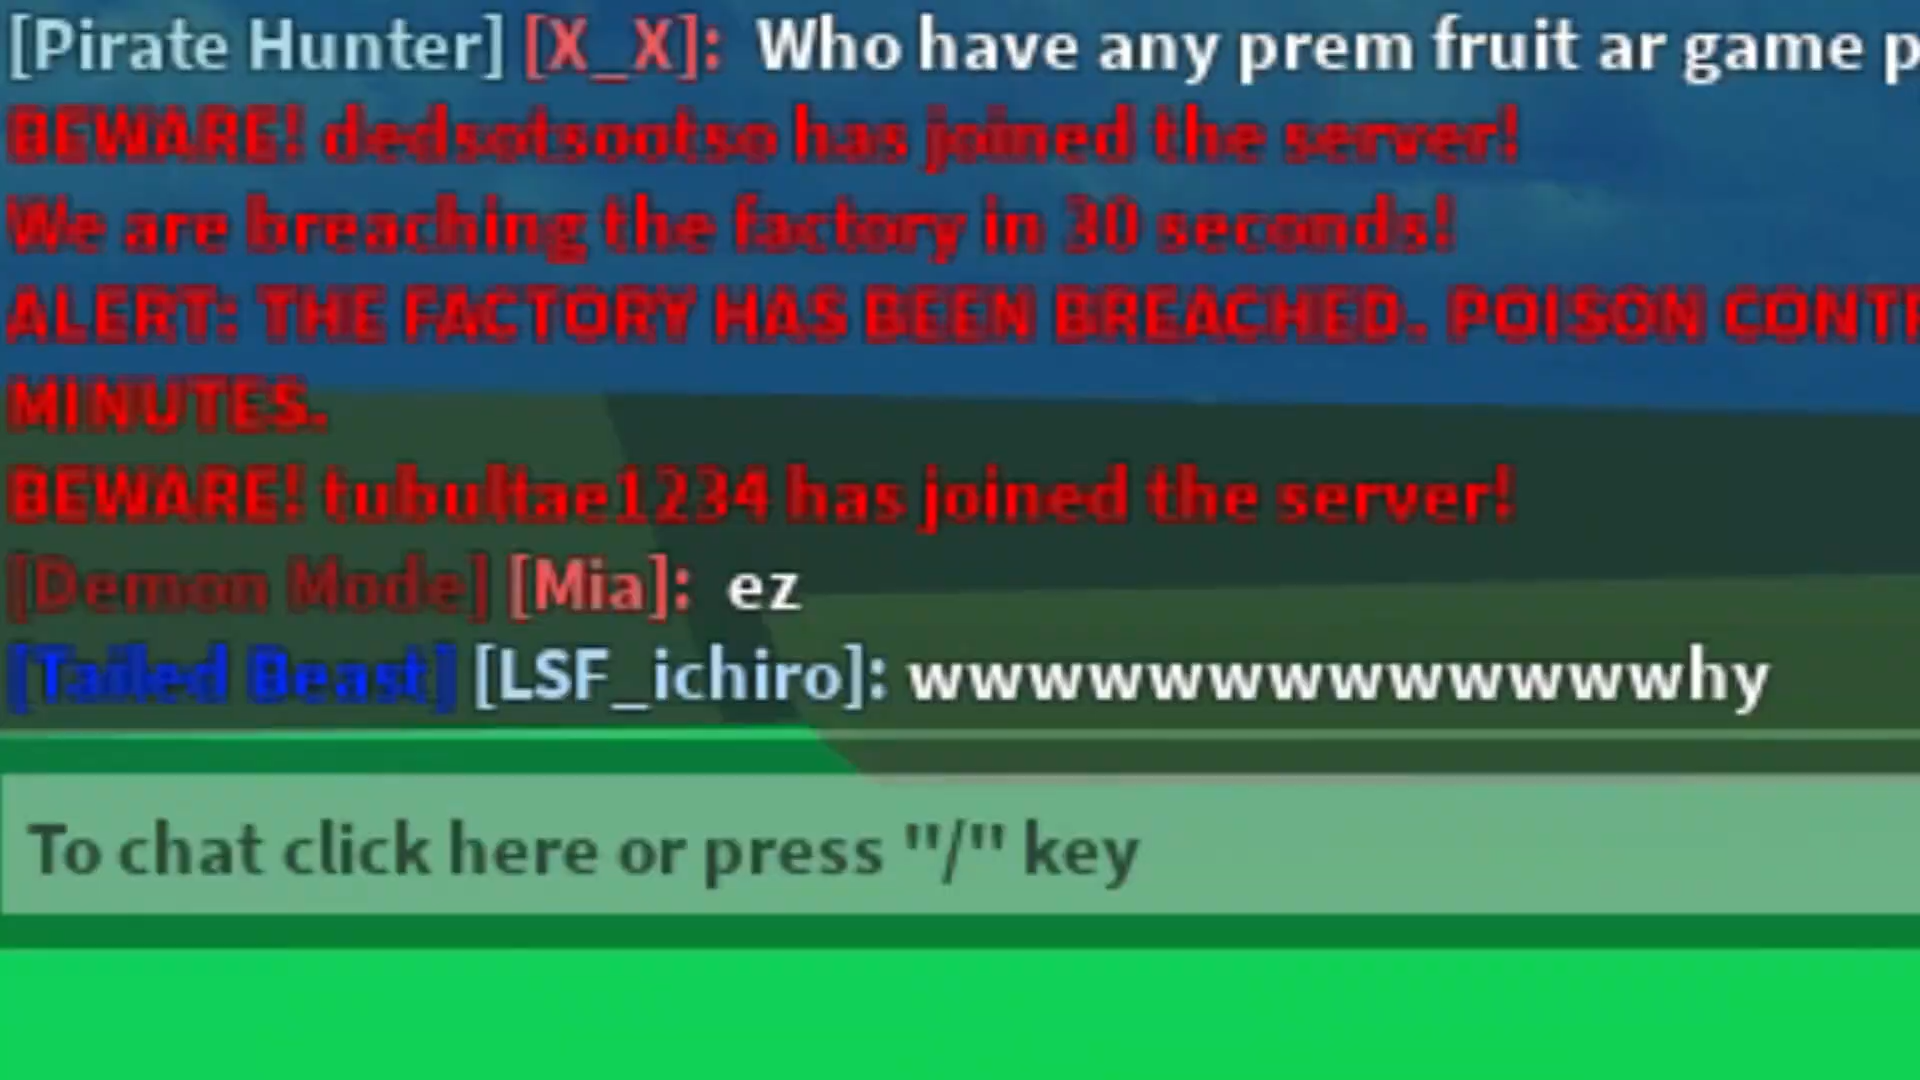 [Pirate Hunter] [X_X]: Who have any prem fruit ar game p
BEWARE! dedsotsootso has joined the server!
We are breaching the factory in 30 seconds!
ALERT: THE FACTORY HAS BEEN BREACHED. POISON CONTR
MINUTES.
BEWARE! tubultae1234 has joined the server!
[Demon Mode] [Mia]: ez
[Tailed Beast] [LSF_ichiro]: wwwwwwwwwwwwwhy
To chat click here or press "/" key